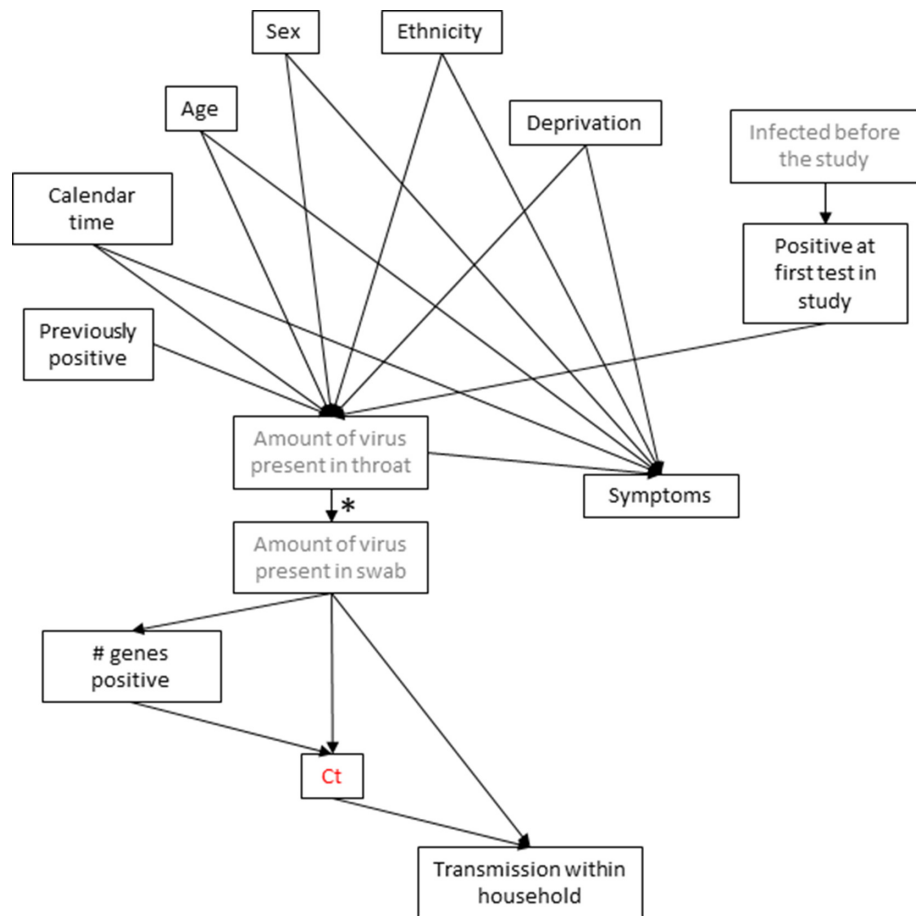 Sex
Ethnicity
Age
Deprivation
Infected before
the study
Calendar
time
Positive at
first test in
study
Previously
positive
Amount of virus
present in throat
Symptoms
*
Amount of virus
present in swab
# genes
positive
Ct
Transmission within
household